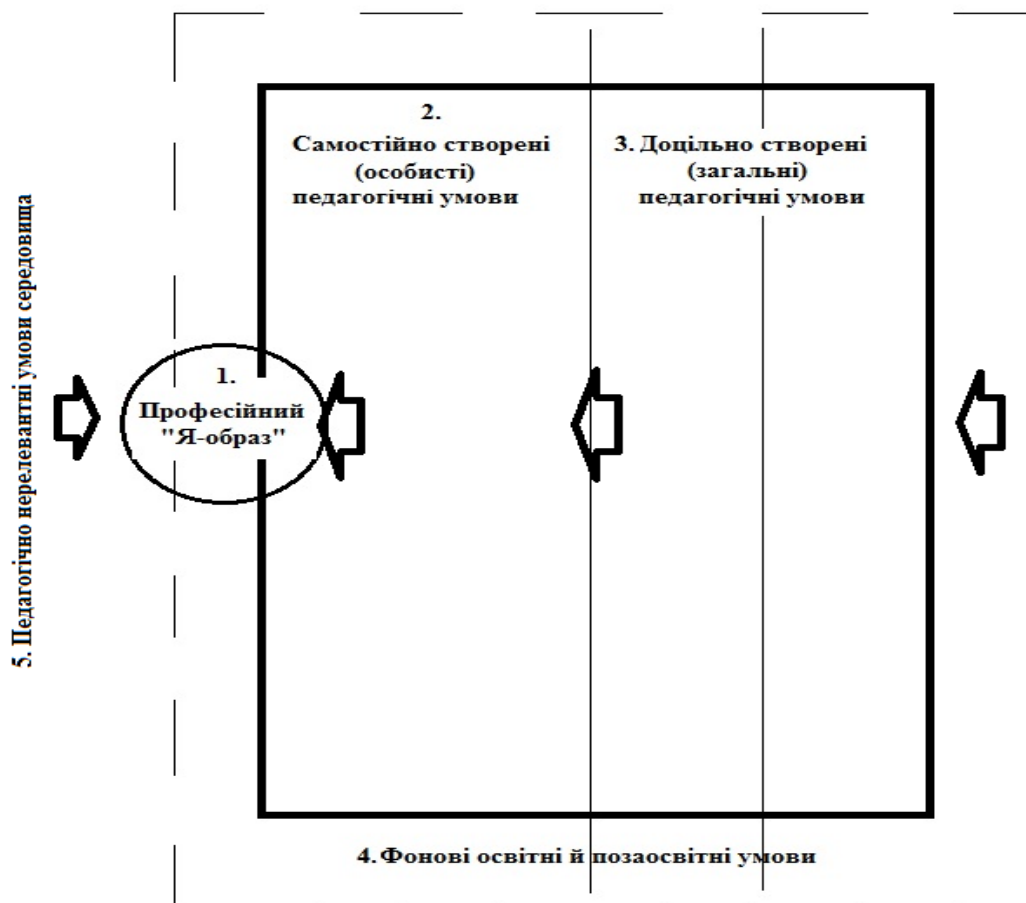 2.
Самостійно створені
(особисті)
педагогічні умови
3. Доцільно створені
(загальні)
педагогічні умови
1.
Професійний
"Я-образ"
4. Фонові освітні й позаосвітні умови
5. Педагогічно нерелевантні умови середовища